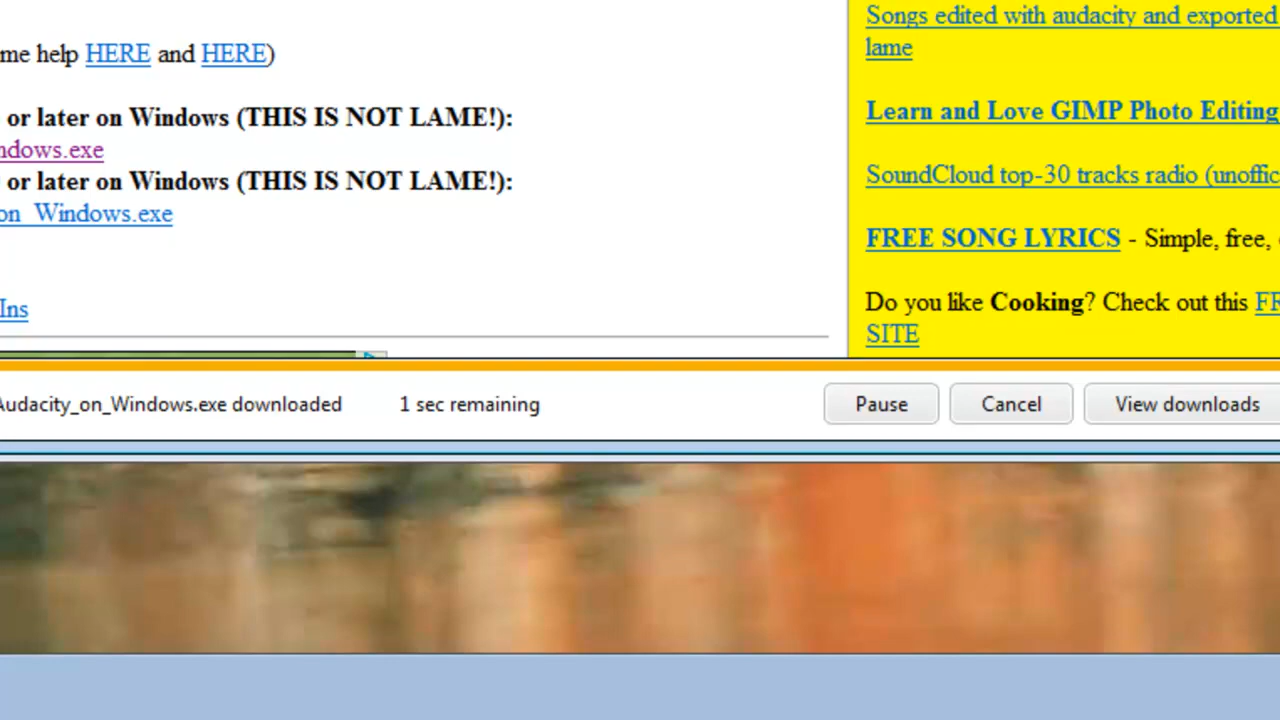 me help HERE and HERE)
or later on Windows (THIS IS NOT LAME!):
ndows.exe
or later on Windows (THIS IS NOT LAME!):
on_Windows.exe
Ins
Songs edited with audacity and exported
lame
Learn and Love GIMP Photo Editing
SoundCloud top-30 tracks radio (unoffic
FREE SONG LYRICS - Simple, free,
Do you like Cooking? Check out this FR
SITE
Audacity_on_Windows.exe downloaded 1 sec remaining Pause Cancel View downloads